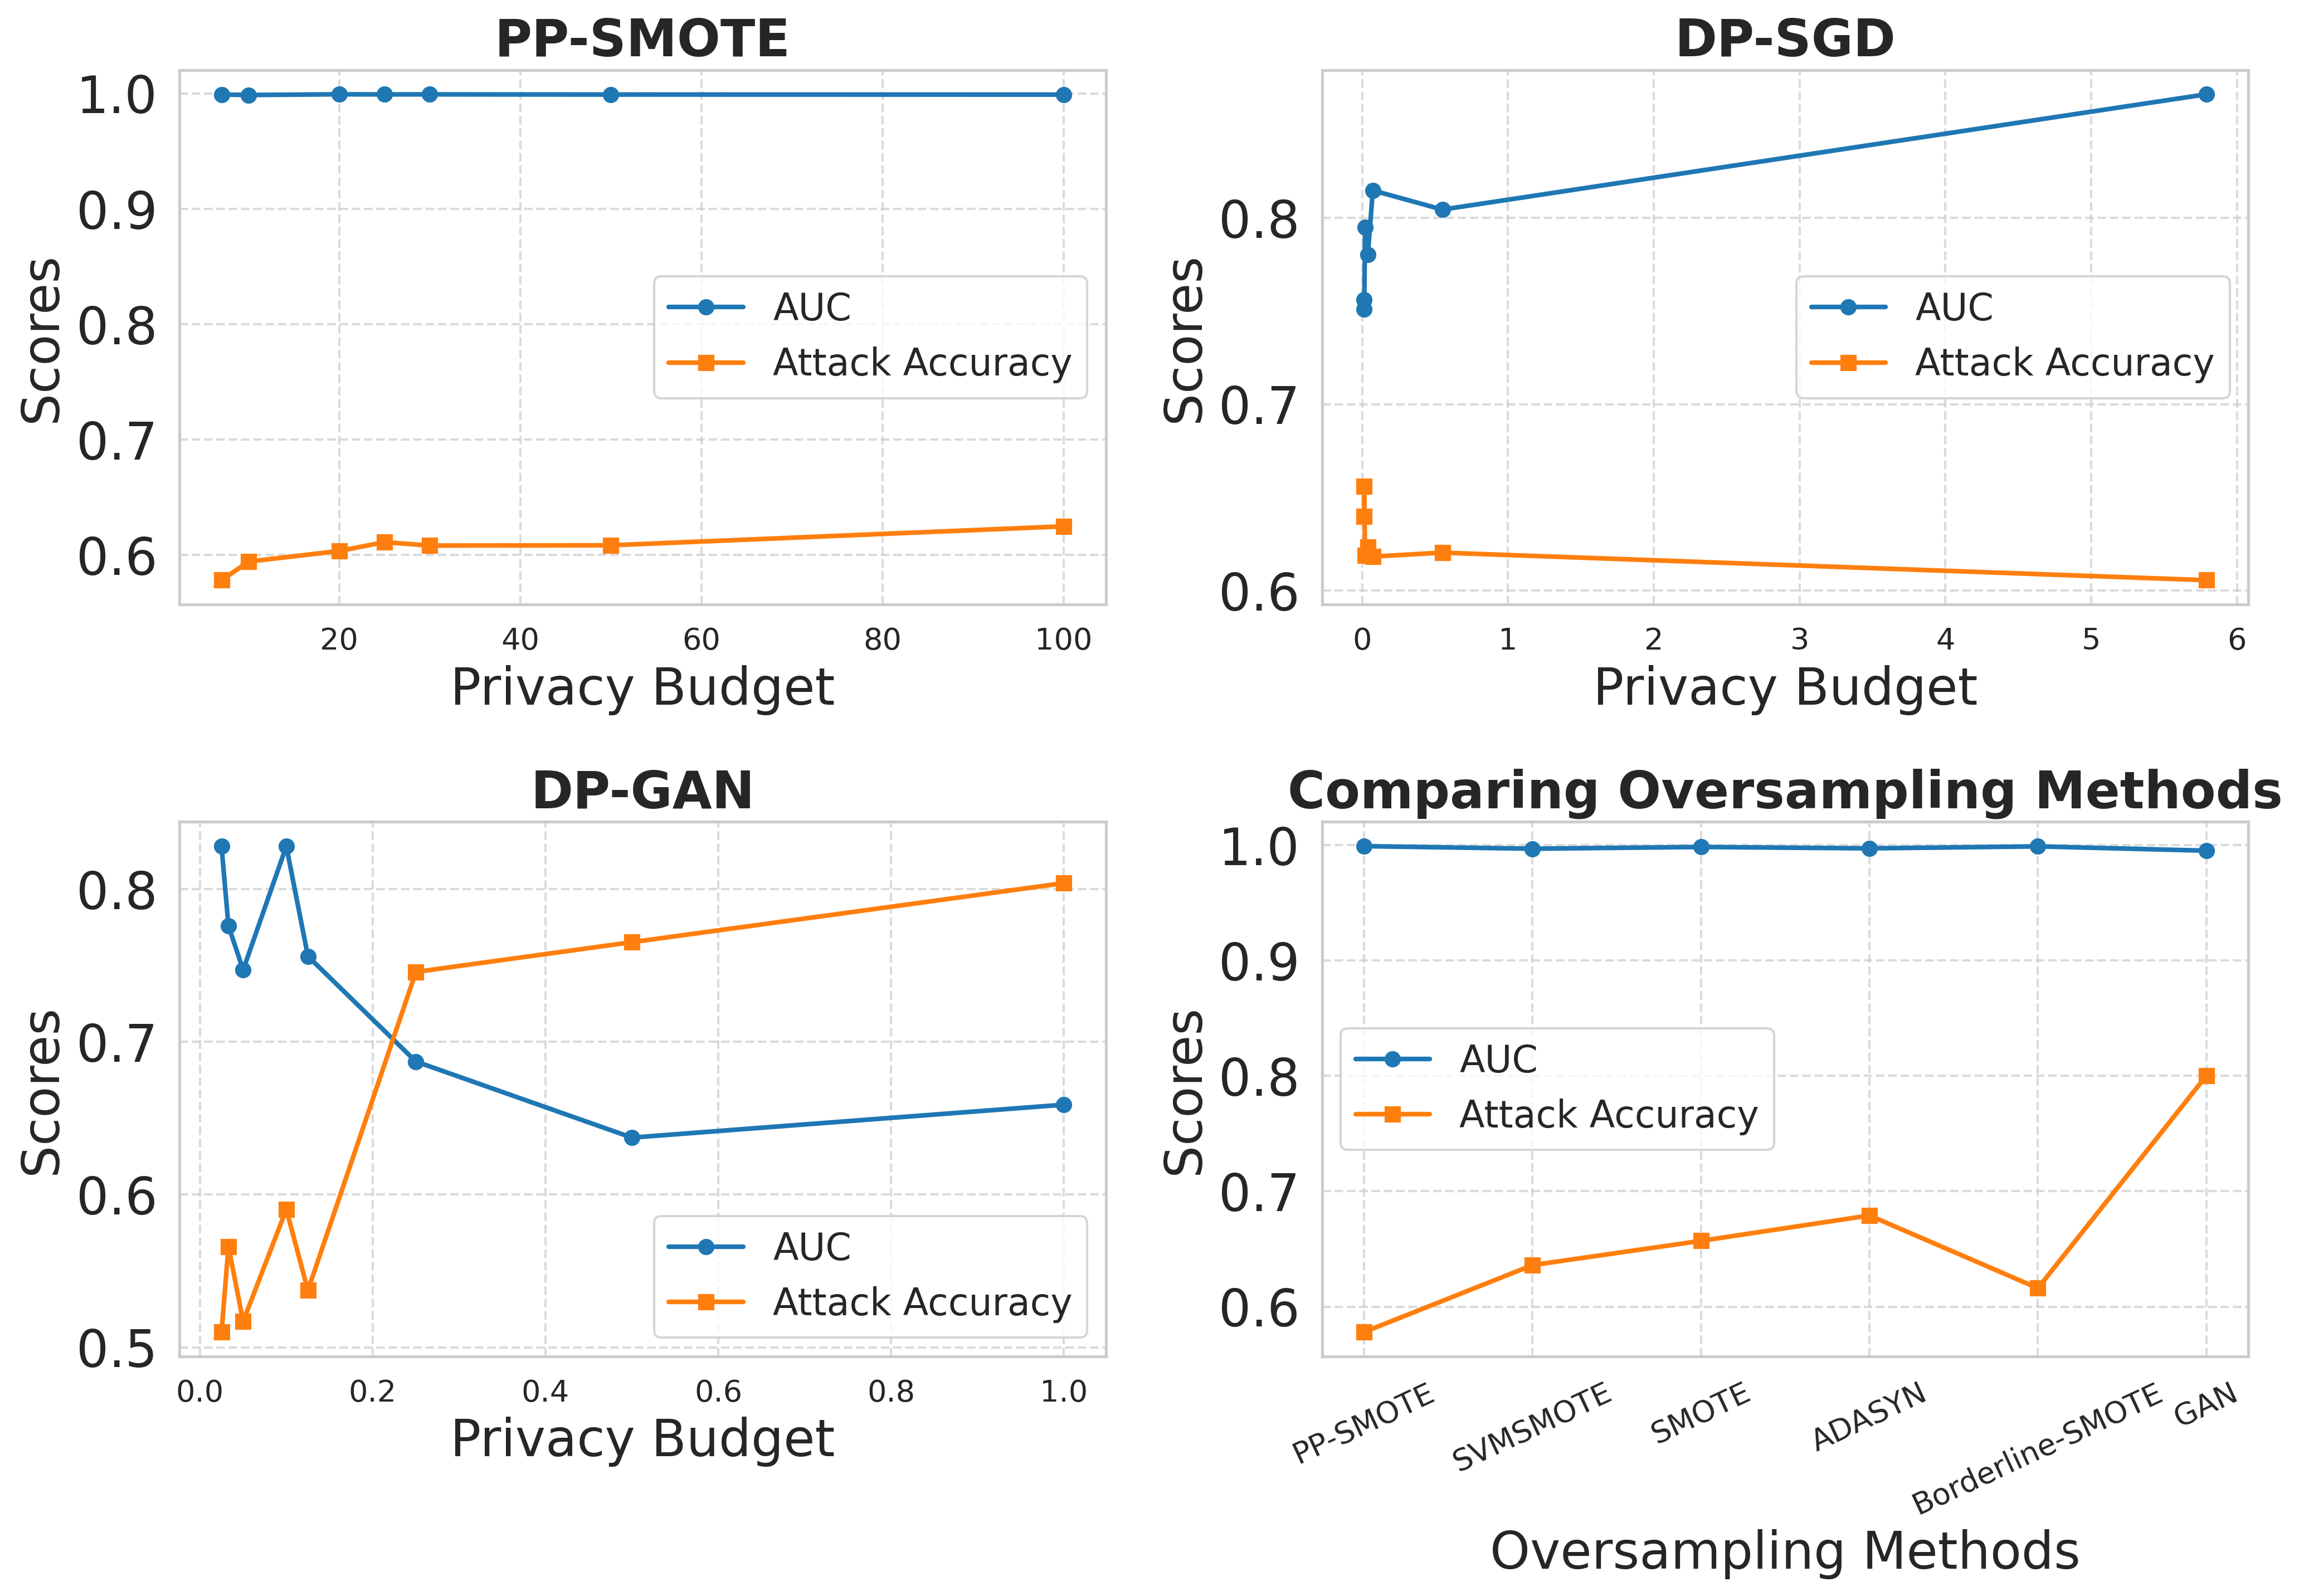 PP-SMOTE
1.0
0.9
0.8
0.7
0.6
Scores
AUC
Attack Accuracy
20 40 60 80 100
Privacy Budget
DP-SGD
0.8
0.7
0.6
Scores
AUC
Attack Accuracy
0 1 2 3 4 5 6
Privacy Budget
DP-GAN
0.8
0.7
0.6
0.5
Scores
AUC
Attack Accuracy
0.0 0.2 0.4 0.6 0.8 1.0
Privacy Budget
Comparing Oversampling Methods
1.0
0.9
0.8
0.7
0.6
Scores
AUC
Attack Accuracy
PP-SMOTE
SVMSMOTE
SMOTE
ADASYN
Borderline-SMOTE
GAN
Oversampling Methods